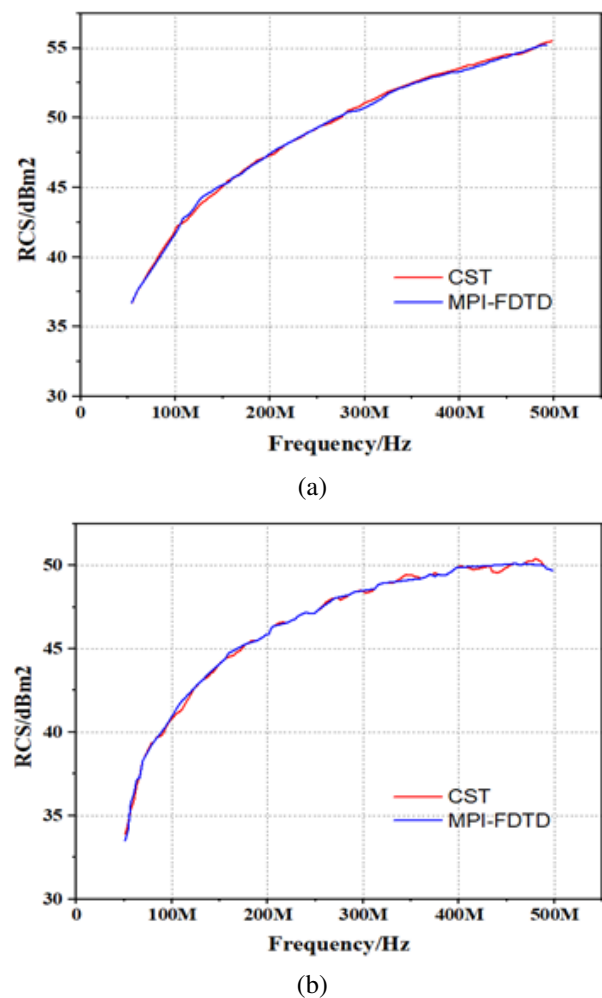 RCS/dBm2
55
50
45
40
35
30
CST
MPI-FDTD
0 100M 200M 300M 400M 500M
Frequency/Hz
(a)
RCS/dBm2
50
45
40
35
30
CST
MPI-FDTD
0 100M 200M 300M 400M 500M
Frequency/Hz
(b)